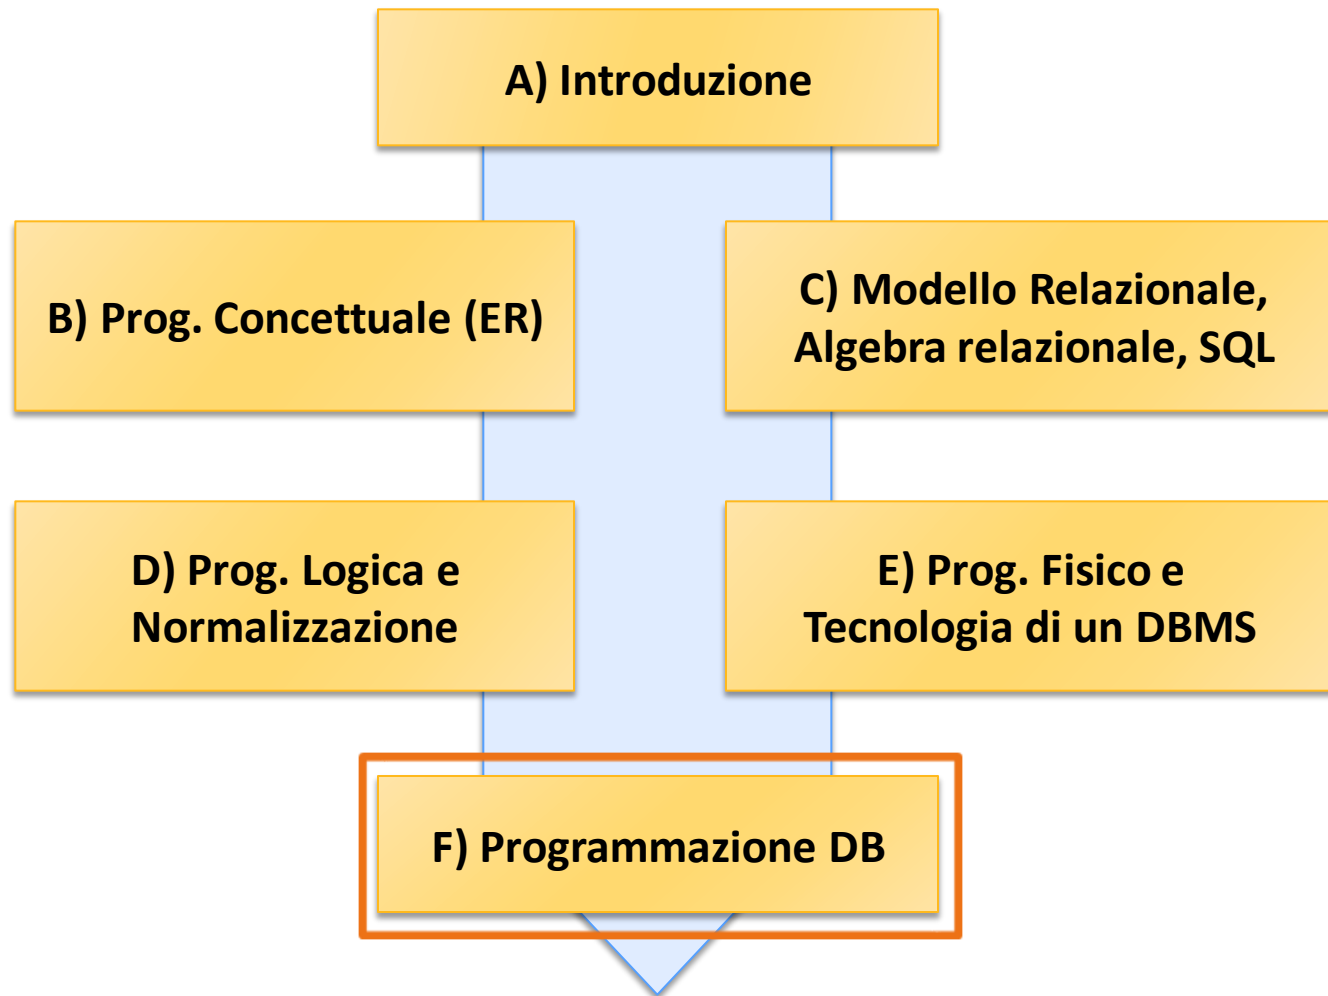 A) Introduzione
B) Prog. Concettuale (ER)
C) Modello Relazionale,
Algebra relazionale, SQL
D) Prog. Logica e
Normalizzazione
E) Prog. Fisico e
Tecnologia di un DBMS
F) Programmazione DB